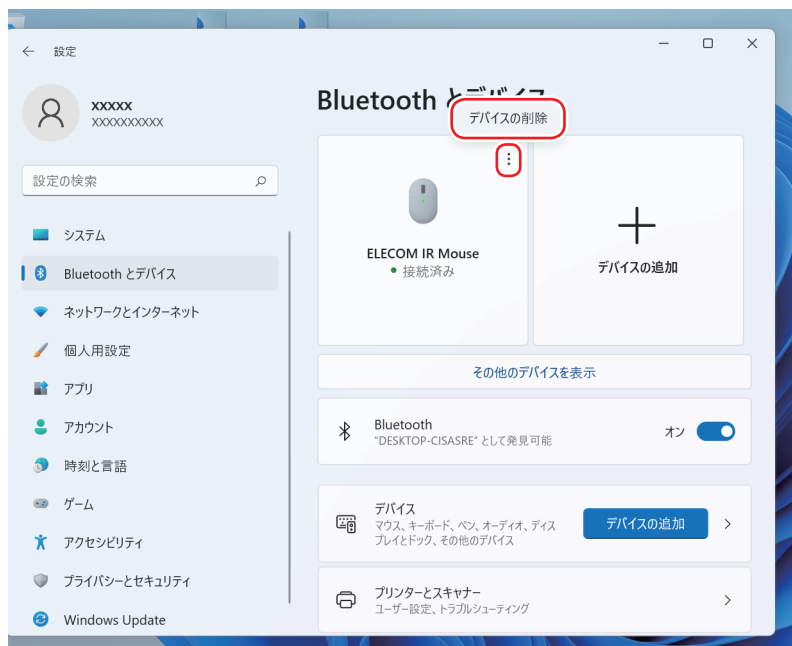 設定
xxxxx
xxxxxxxxxx
設定の検索
システム
Bluetooth とデバイス
ネットワークとインターネット
個人用設定
アプリ
アカウント
時刻と言語
ゲーム
アクセシビリティ
プライバシーとセキュリティ
Windows Update
Bluetooth とデバイス
デバイスの削除
ELECOM IR Mouse
接続済み
デバイスの追加
その他のデバイスを表示
Bluetooth
"DESKTOP-CISASRE" として発見可能
オン
デバイス
マウス、キーボード、ペン、オーディオ、ディス
プレイとドック、その他のデバイス
デバイスの追加
プリンターとスキャナー
ユーザー設定、トラブルシューティング